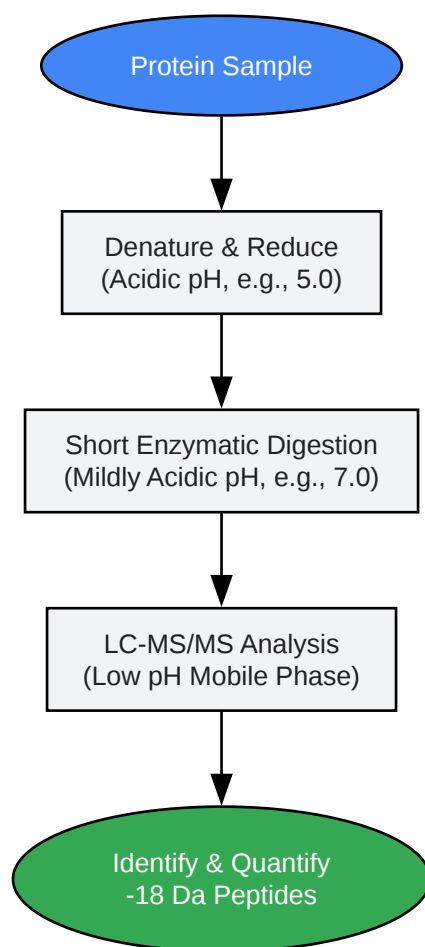 Protein Sample
Denature & Reduce
(Acidic pH, e.g., 5.0)
Short Enzymatic Digestion
(Mildly Acidic pH, e.g., 7.0)
LC-MS/MS Analysis
(Low pH Mobile Phase)
Identify & Quantify
-18 Da Peptides